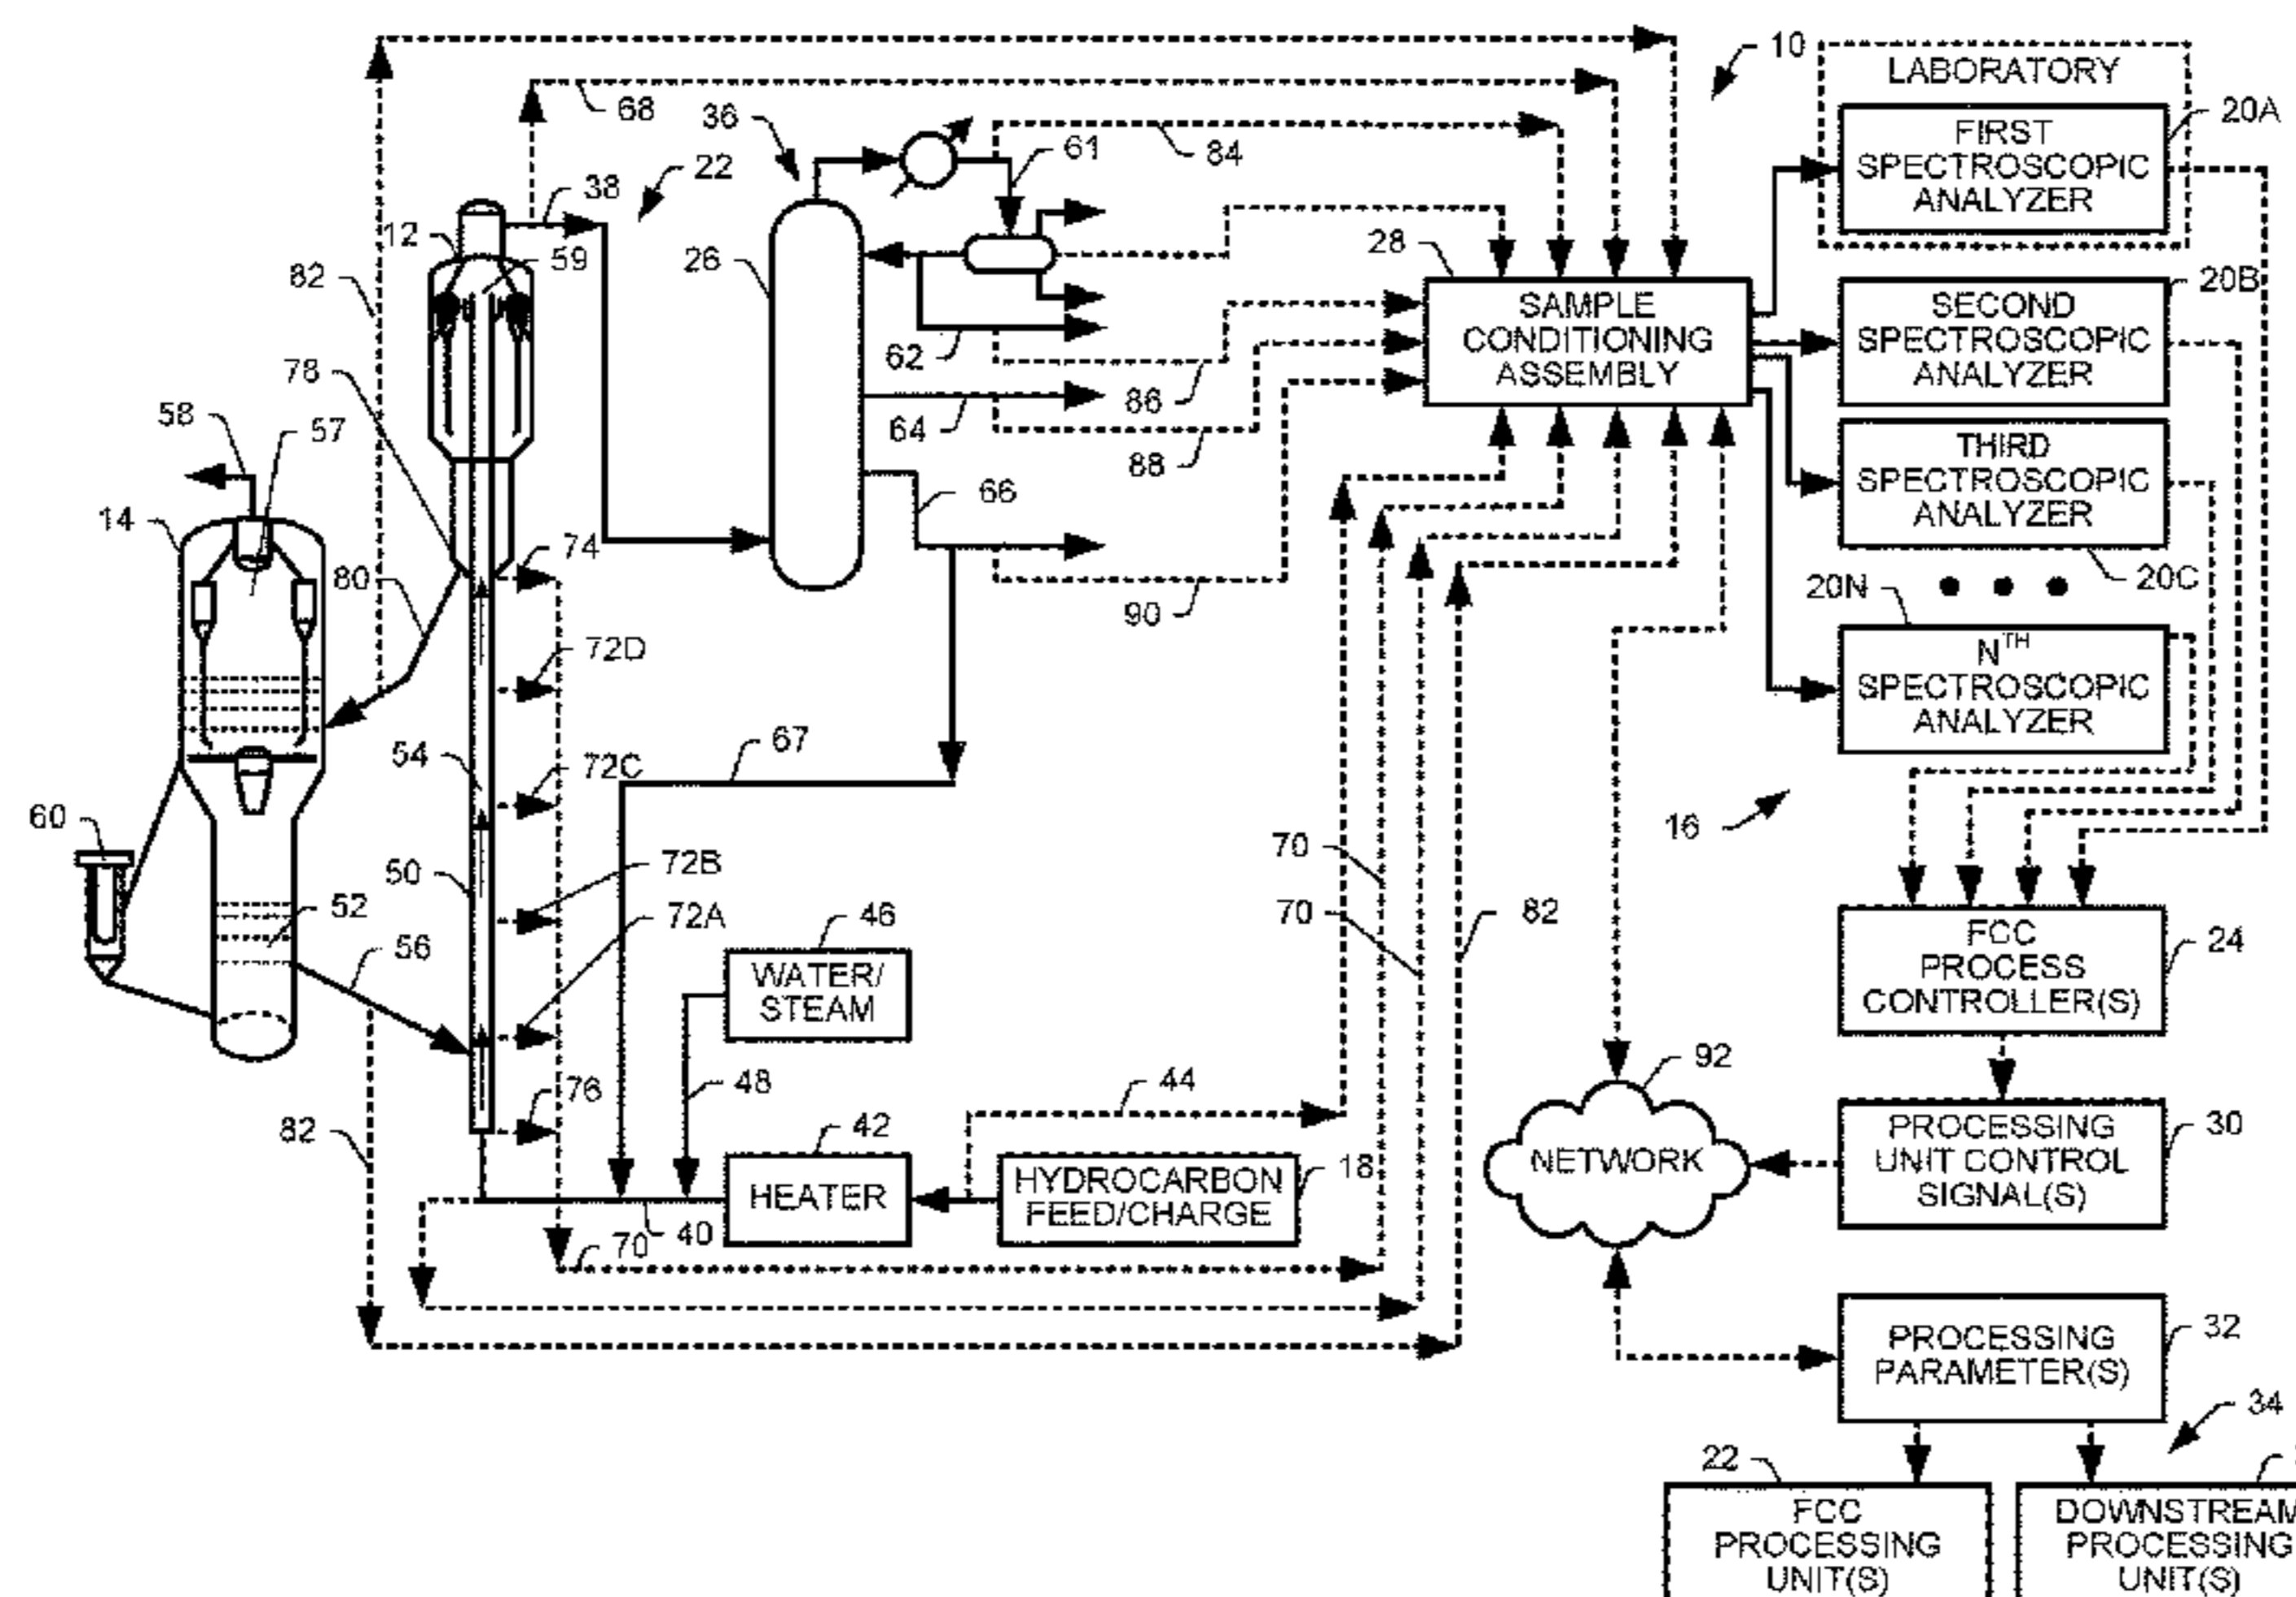 10
LABORATORY
68
36
FIRST
SPECTROSCOPIC
ANALYZER
20A
61
84
22
38
12
59
26
28
82
SAMPLE
CONDITIONING
ASSEMBLY
SECOND
SPECTROSCOPIC
ANALYZER
20B
62
78
86
58
57
64
88
THIRD
SPECTROSCOPIC
ANALYZER
66
14
74
80
20C
20N
90
NTH
SPECTROSCOPIC
ANALYZER
72D
67
54
72C
60
16
70
72B
50
72A
52
46
70
82
56
WATER/
STEAM
FCC
PROCESS
CONTROLLER(S)
24
92
48
44
76
82
42
18
HEATER
HYDROCARBON
FEED/CHARGE
NETWORK
PROCESSING
UNIT CONTROL
SIGNAL(S)
30
40
70
PROCESSING
PARAMETER(S)
32
34
22
FCC
PROCESSING
UNIT(S)
DOWNSTREAM
PROCESSING
UNIT(S)